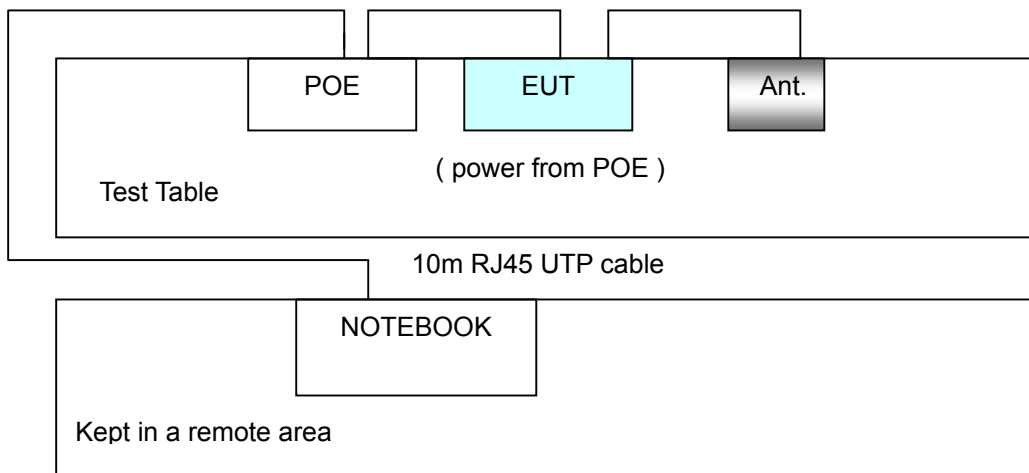 POE
EUT
Ant.
( power from POE )
Test Table
10m RJ45 UTP cable
NOTEBOOK
Kept in a remote area